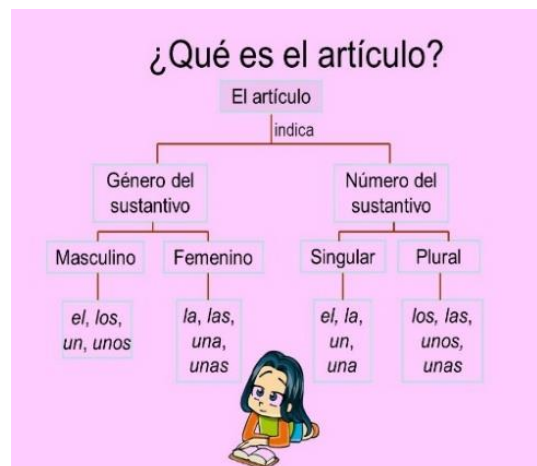 ¿Qué es el artículo?
El artículo
indica
Género del
sustantivo
Número del
sustantivo
Masculino
Femenino
Singular
Plural
el, los,
un, unos
la, las,
una,
unas
el, la,
un,
una
los, las,
unos,
unas